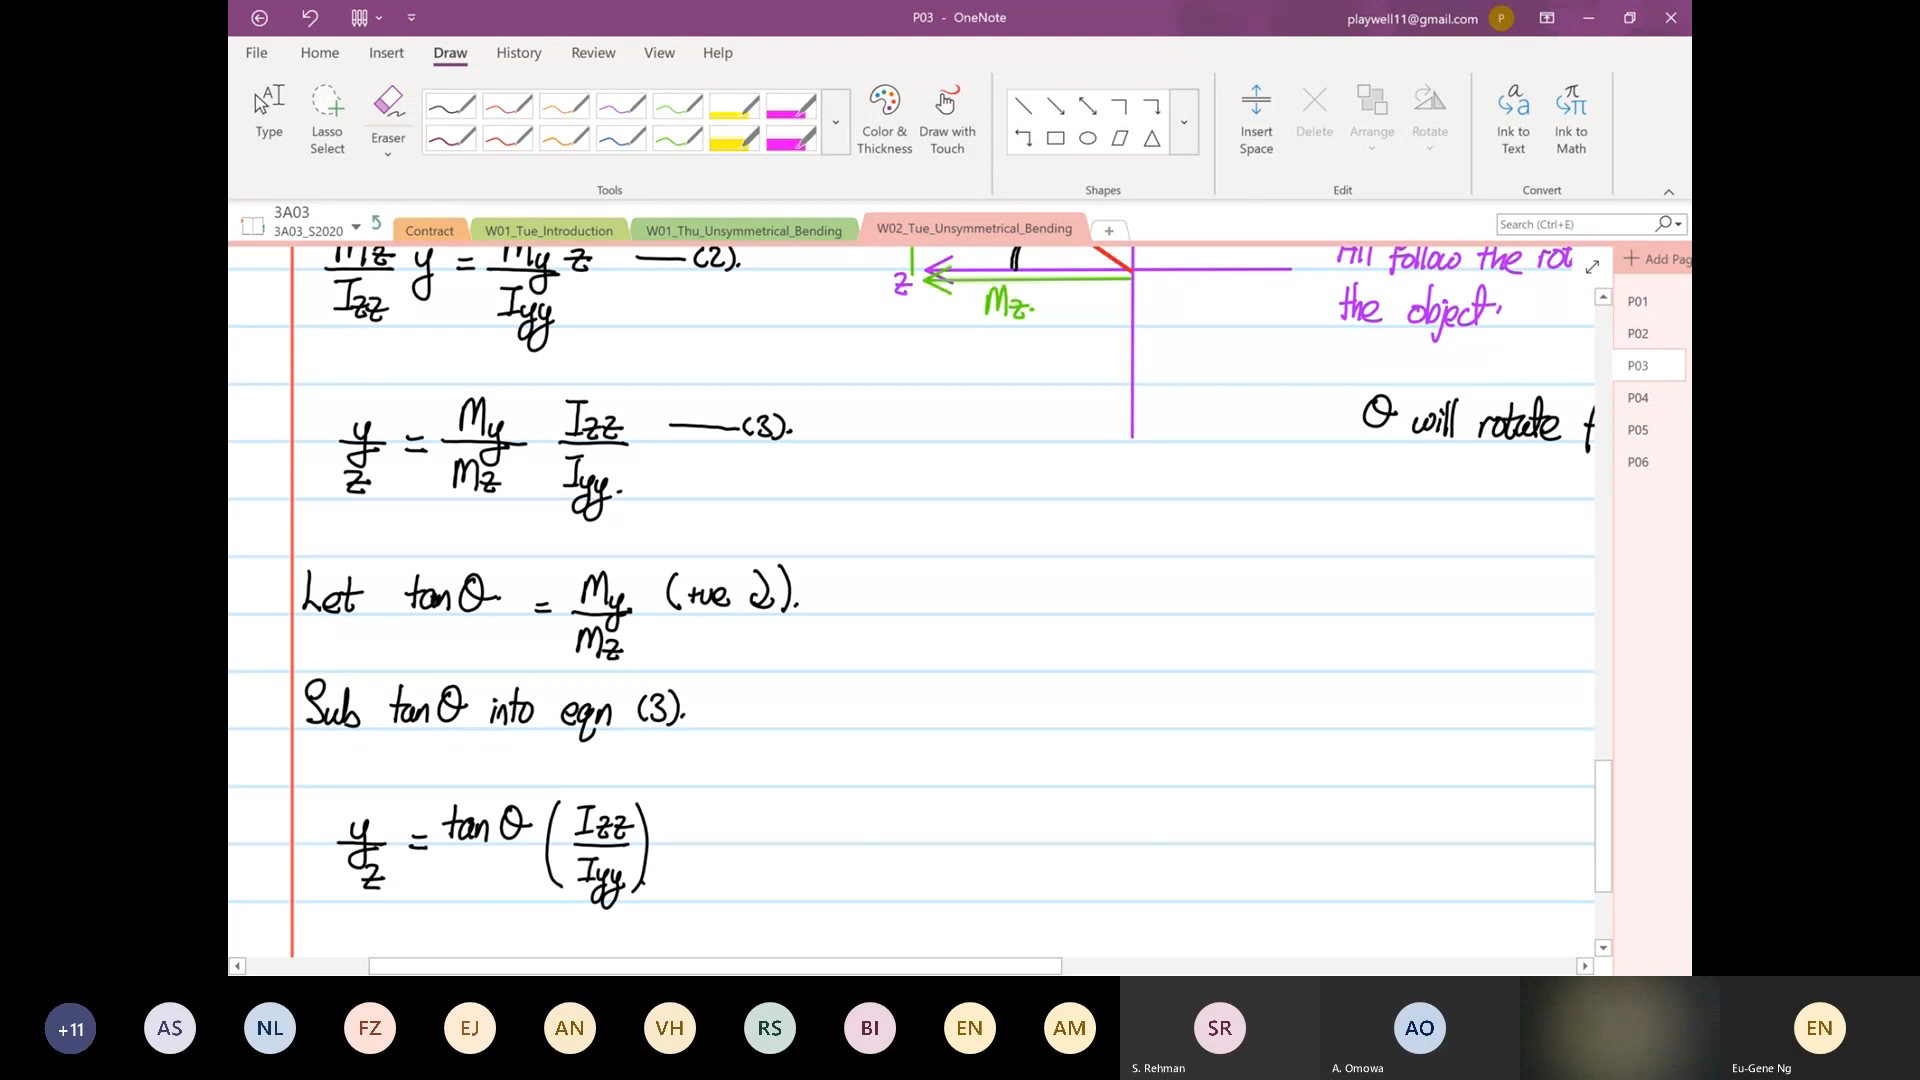 P03 - OneNote
playwell11@gmail.com
P
File Home Insert Draw History Review View Help
Type
Lasso Select
Eraser
Color & Thickness
Draw with Touch
Insert Space
Delete
Arrange
Rotate
Ink to Text
Ink to Math
Tools
Shapes
Edit
Convert
3A03
3A03_S2020
Contract
W01_Tue_Introduction
W01_Thu_Unsymmetrical_Bending
W02_Tue_Unsymmetrical_Bending
Search (Ctrl+E)
Add Pag
P01
P02
P03
P04
P05
P06
Mz/Izz y = My/Iyy z —— (2).
z
Mz.
All follow the rot
the object.
y/z = My/Mz Izz/Iyy. —— (3).
θ will rotate f
Let tanθ = My/Mz (+ve ↻).
Sub tanθ into eqn (3).
y/z = tanθ (Izz/Iyy)
+11
AS
NL
FZ
EJ
AN
VH
RS
BI
EN
AM
SR
S. Rehman
AO
A. Omowa
EN
Eu-Gene Ng